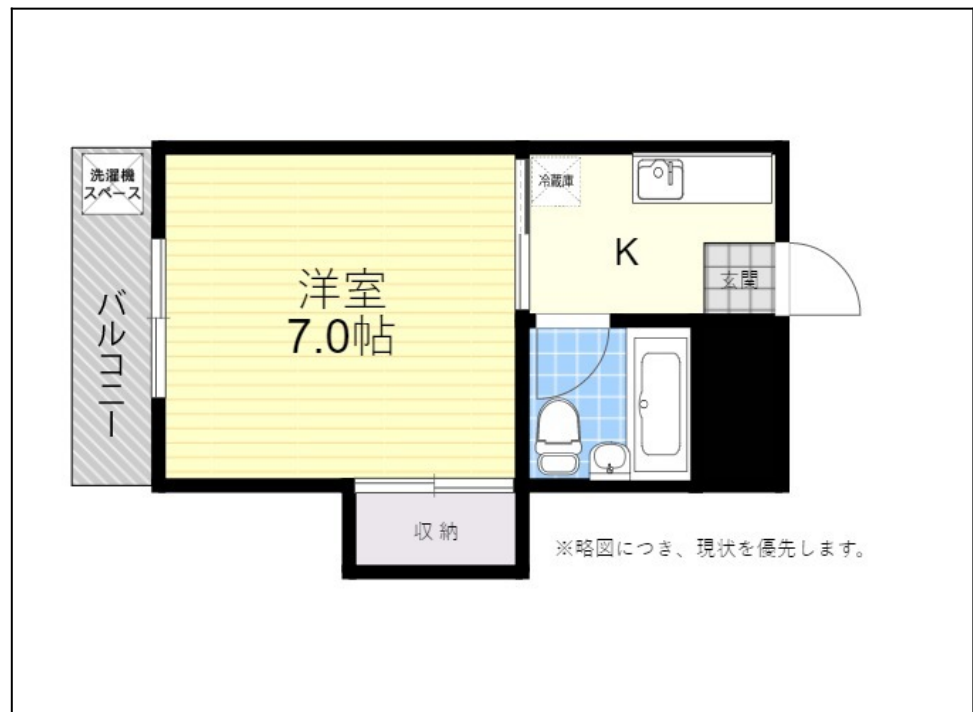 洗濯機
スペース
バルコニー
洋室
7.0帖
冷蔵庫
K
玄関
収納
※略図につき、現状を優先します。